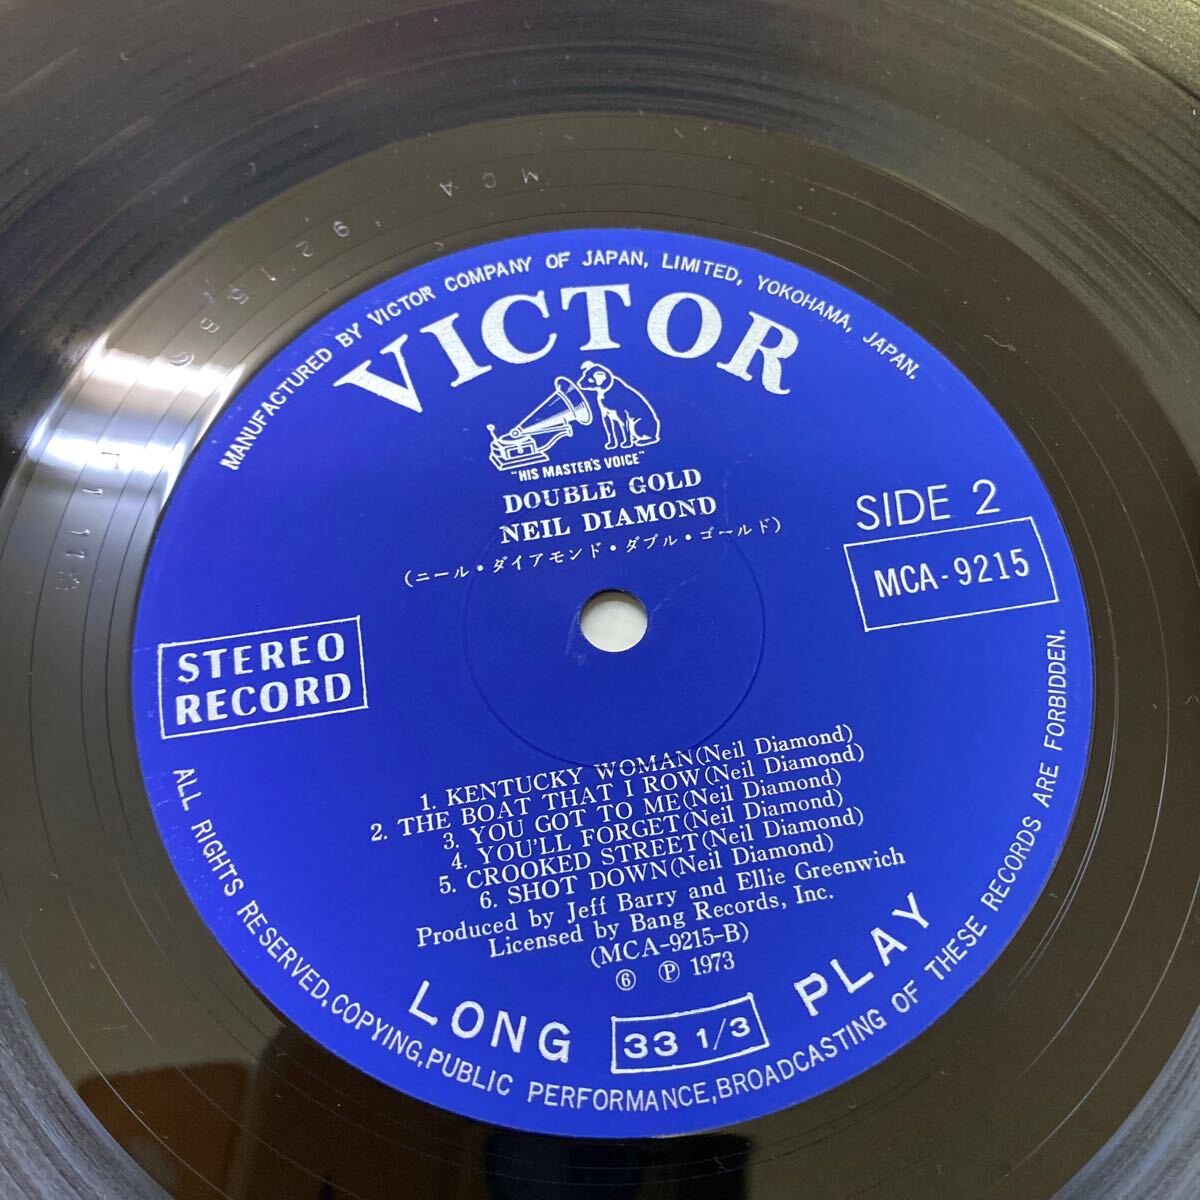 MANUFACTURED BY VICTOR COMPANY OF JAPAN, LIMITED, YOKOHAMA, JAPAN.
VICTOR
"HIS MASTER'S VOICE"
DOUBLE GOLD
NEIL DIAMOND
(ニール・ダイアモンド・ダブル・ゴールド)
SIDE 2
MCA-9215
STEREO
RECORD
1. KENTUCKY WOMAN(Neil Diamond)
2. THE BOAT THAT I ROW(Neil Diamond)
3. YOU GOT TO ME(Neil Diamond)
4. YOU'LL FORGET(Neil Diamond)
5. CROOKED STREET(Neil Diamond)
6. SHOT DOWN(Neil Diamond)
Produced by Jeff Barry and Ellie Greenwich
Licensed by Bang Records, Inc.
(MCA-9215-B)
⑥ Ⓟ 1973
LONG 33 1/3 PLAY
ALL RIGHTS RESERVED, COPYING, PUBLIC PERFORMANCE, BROADCASTING OF THESE RECORDS ARE FORBIDDEN.
MCA